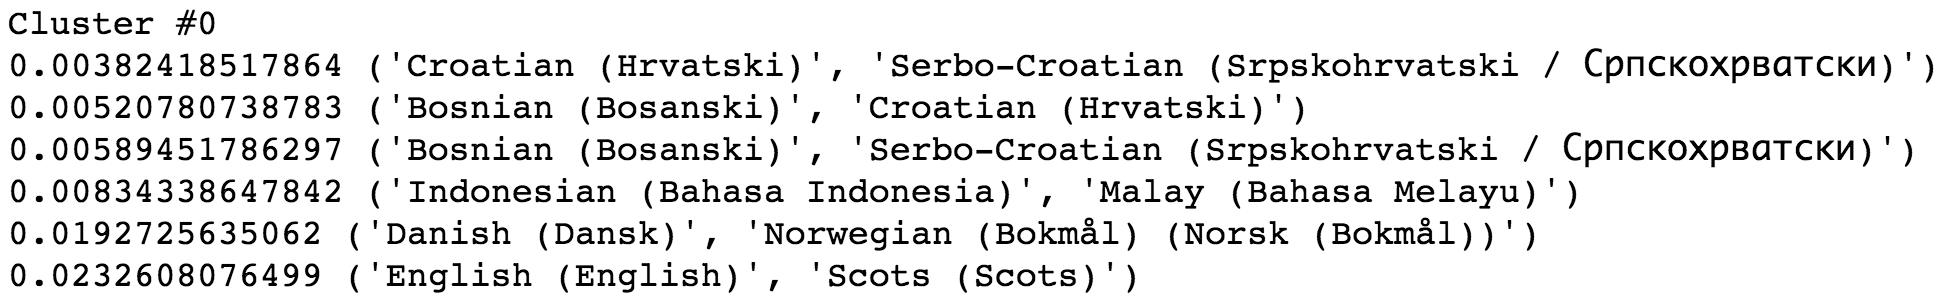 Cluster #0
0.00382418517864 ('Croatian (Hrvatski)', 'Serbo-Croatian (Srpskohrvatski / Српскохрватски)')
0.00520780738783 ('Bosnian (Bosanski)', 'Croatian (Hrvatski)')
0.00589451786297 ('Bosnian (Bosanski)', 'Serbo-Croatian (Srpskohrvatski / Српскохрватски)')
0.00834338647842 ('Indonesian (Bahasa Indonesia)', 'Malay (Bahasa Melayu)')
0.0192725635062 ('Danish (Dansk)', 'Norwegian (Bokmål) (Norsk (Bokmål))')
0.0232608076499 ('English (English)', 'Scots (Scots)')